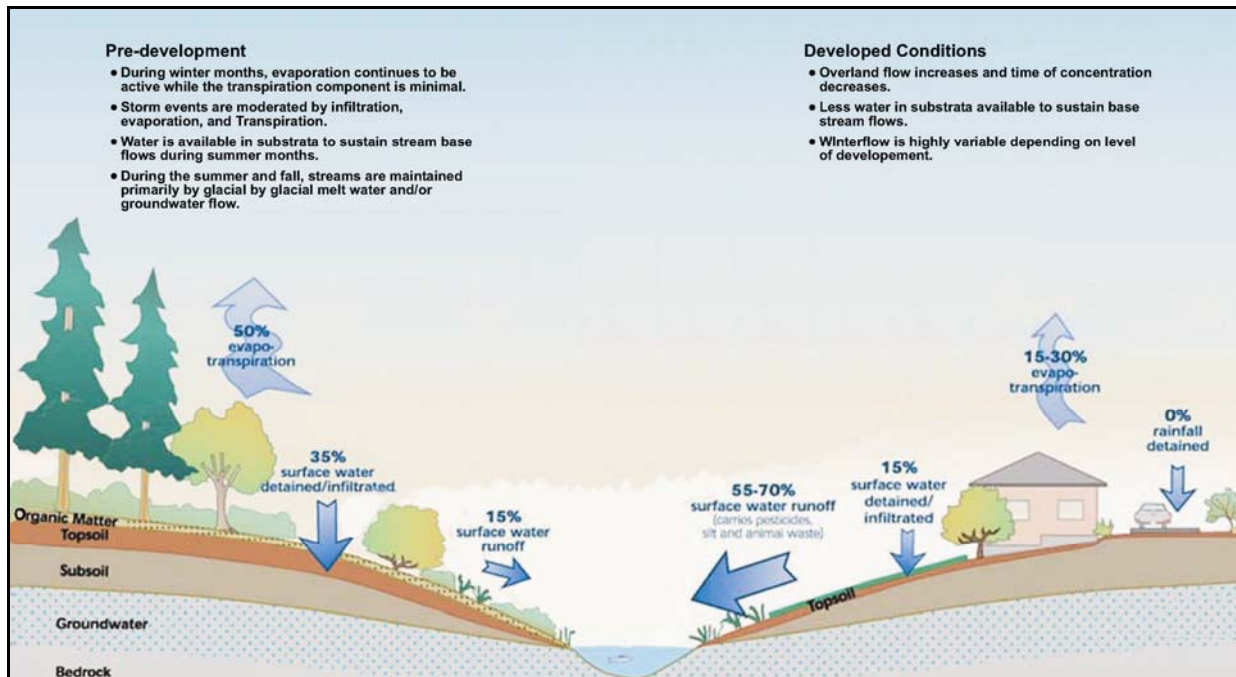 Pre-development
• During winter months, evaporation continues to be
active while the transpiration component is minimal.
• Storm events are moderated by infiltration,
evaporation, and Transpiration.
• Water is available in substrata to sustain stream base
flows during summer months.
• During the summer and fall, streams are maintained
primarily by glacial by glacial melt water and/or
groundwater flow.
Developed Conditions
• Overland flow increases and time of concentration
decreases.
• Less water in substrata available to sustain base
stream flows.
• WInterflow is highly variable depending on level
of developement.
50%
evapo-
transpiration
35%
surface water
detained/infiltrated
15%
surface water
runoff
Organic Matter
Topsoil
Subsoil
Groundwater
Bedrock
55-70%
surface water runoff
(carries pesticides,
silt and animal waste)
15%
surface water
detained/
infiltrated
15-30%
evapo-
transpiration
0%
rainfall
detained
Topsoil